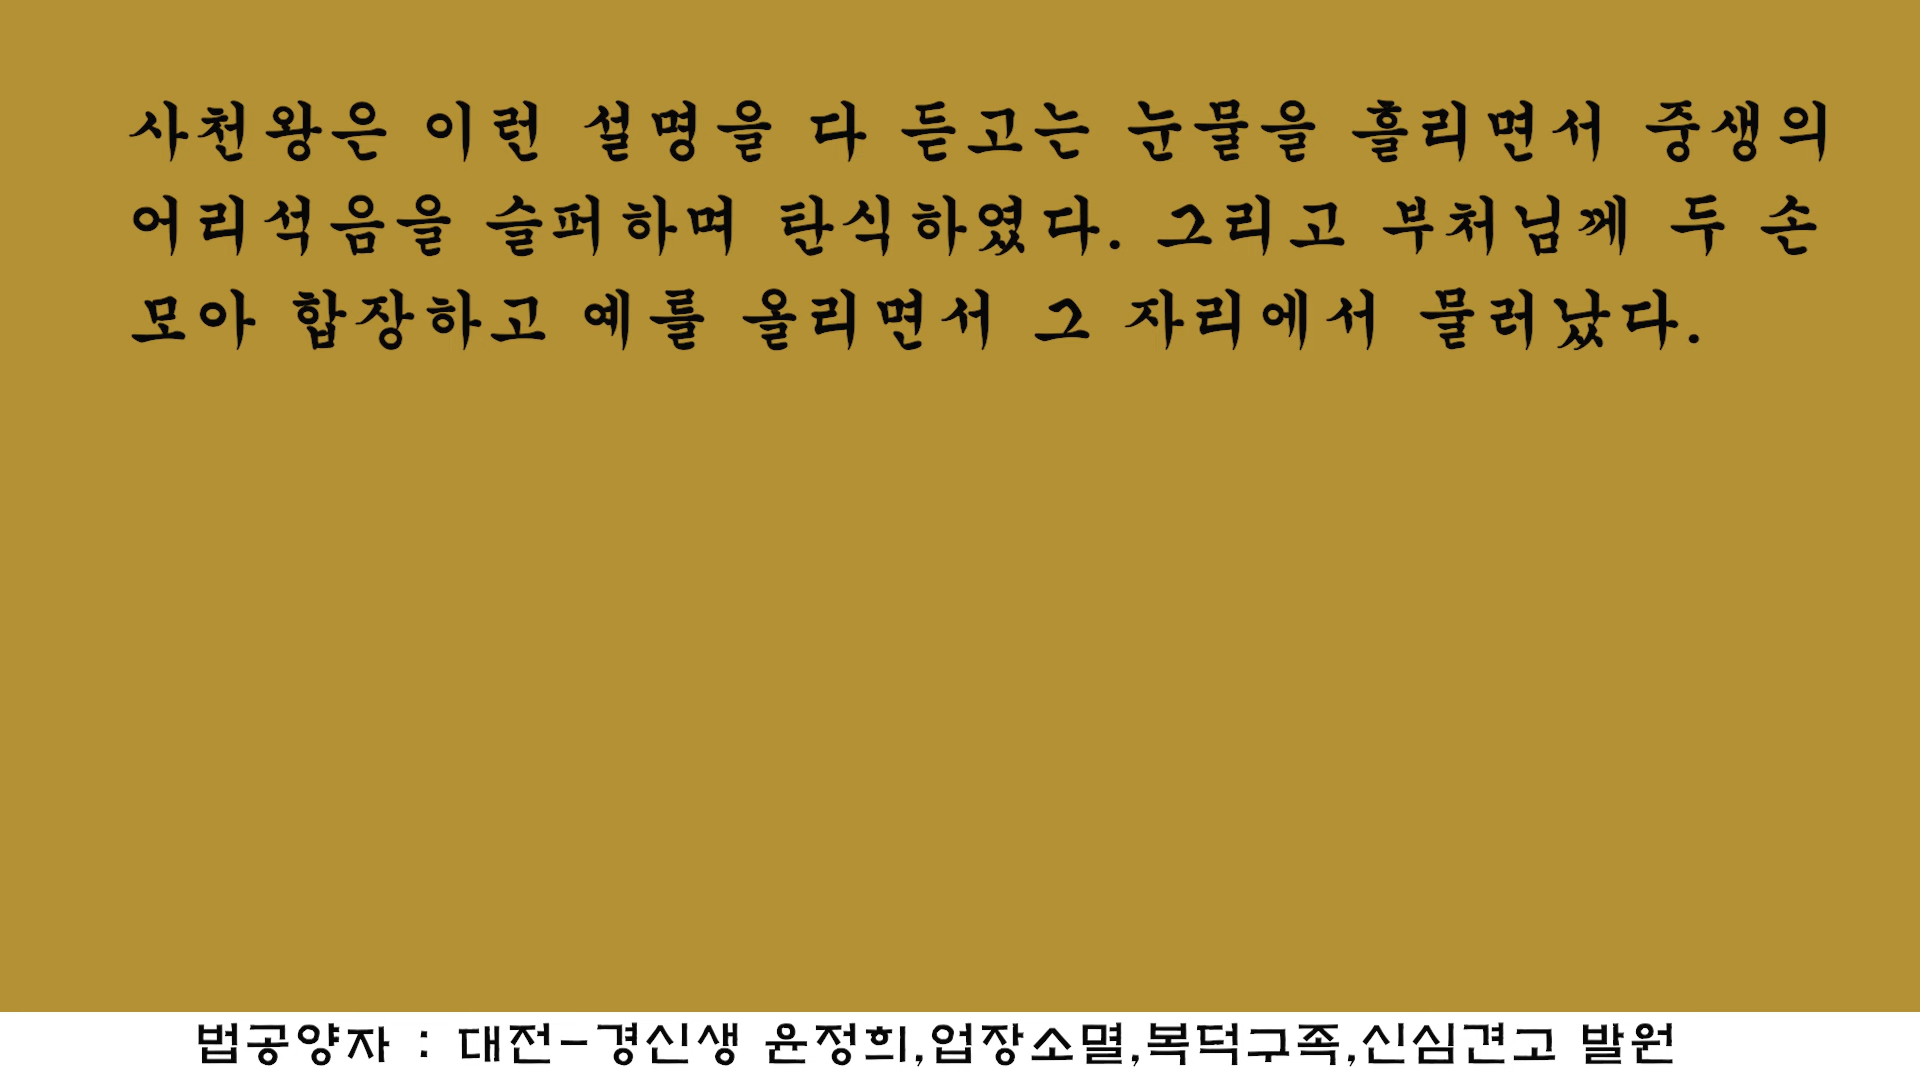 사천왕은 이런 설명을 다 듣고는 눈물을 흘리면서 중생의
어리석음을 슬퍼하며 탄식하였다. 그리고 부처님께 두 손
모아 합장하고 예를 올리면서 그 자리에서 물러났다.
법공양자 : 대전-경신생 윤정희,업장소멸,복덕구족,신심견고 발원